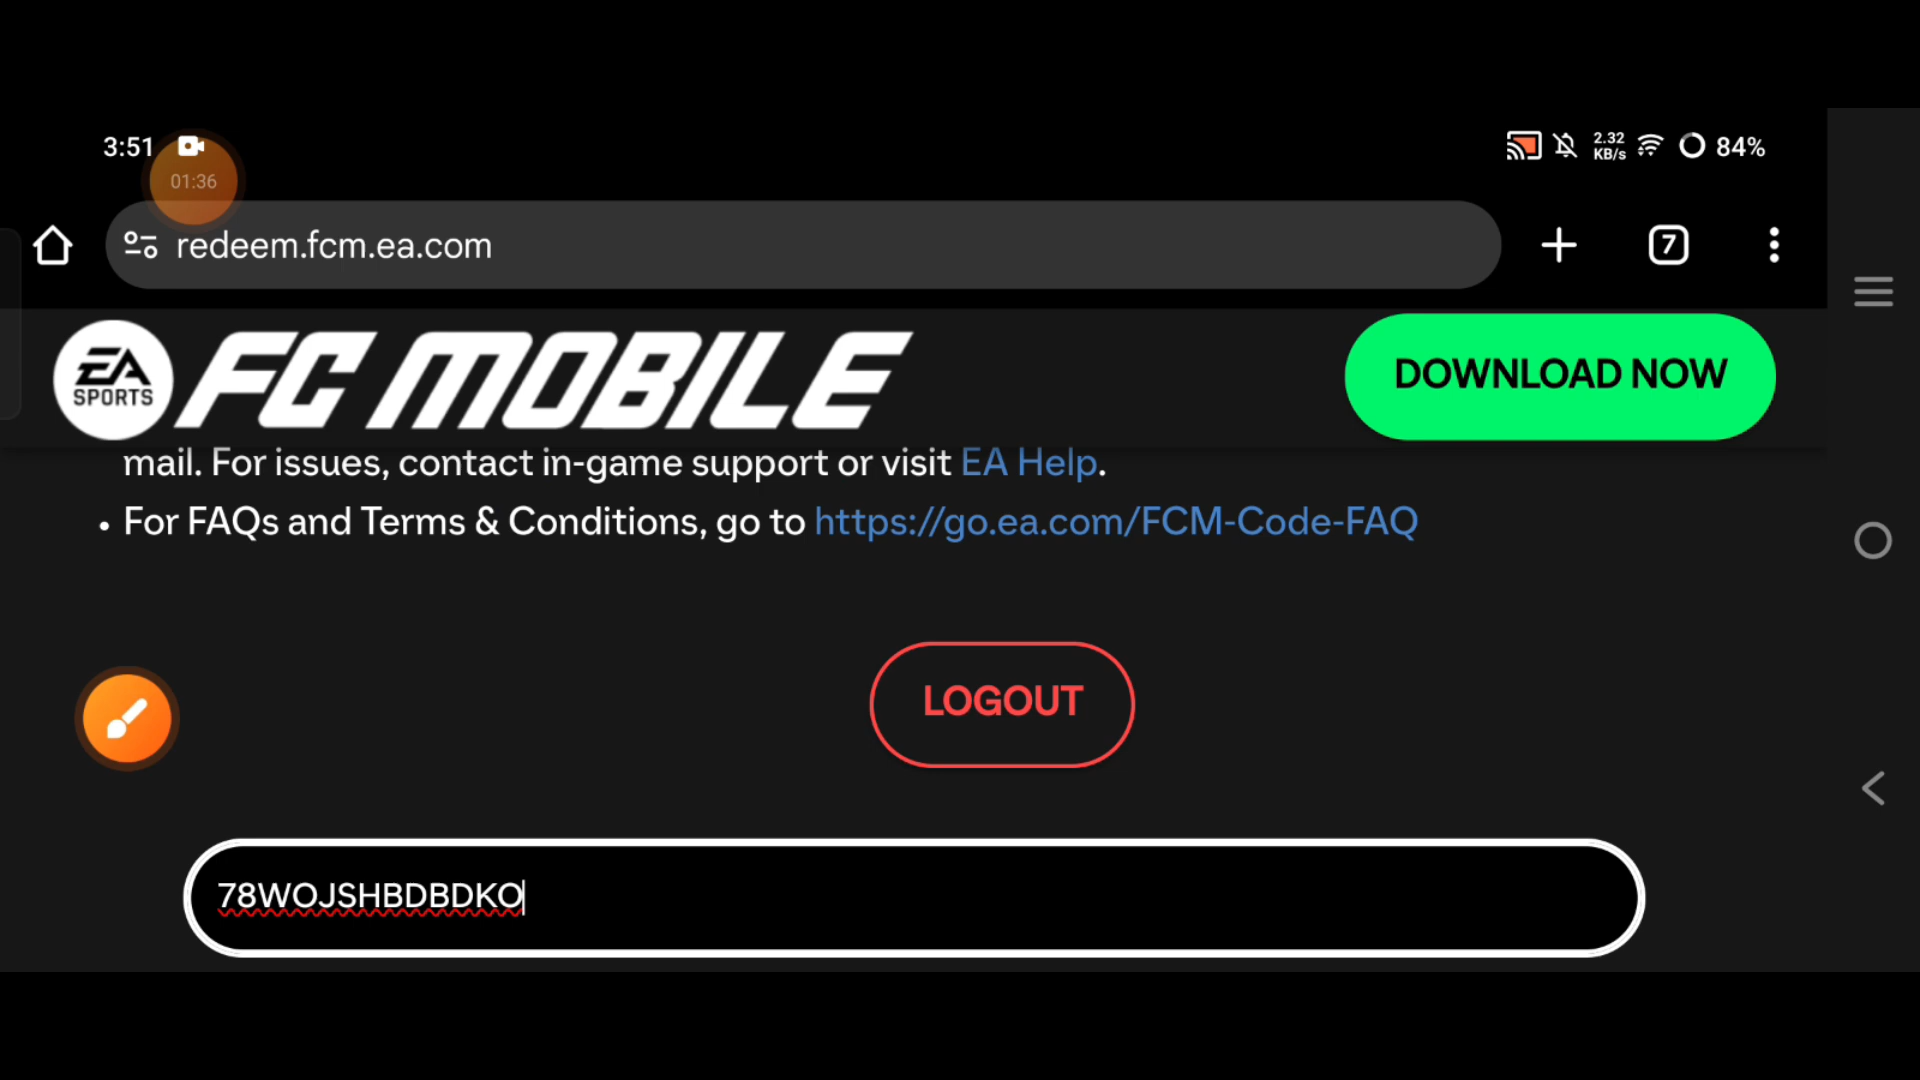 3:51
01:36
2.32
KB/s
84%
redeem.fcm.ea.com
7
EA
SPORTS
FC MOBILE
DOWNLOAD NOW
mail. For issues, contact in-game support or visit EA Help.
• For FAQs and Terms & Conditions, go to https://go.ea.com/FCM-Code-FAQ
LOGOUT
78WOJSHBDBDKO